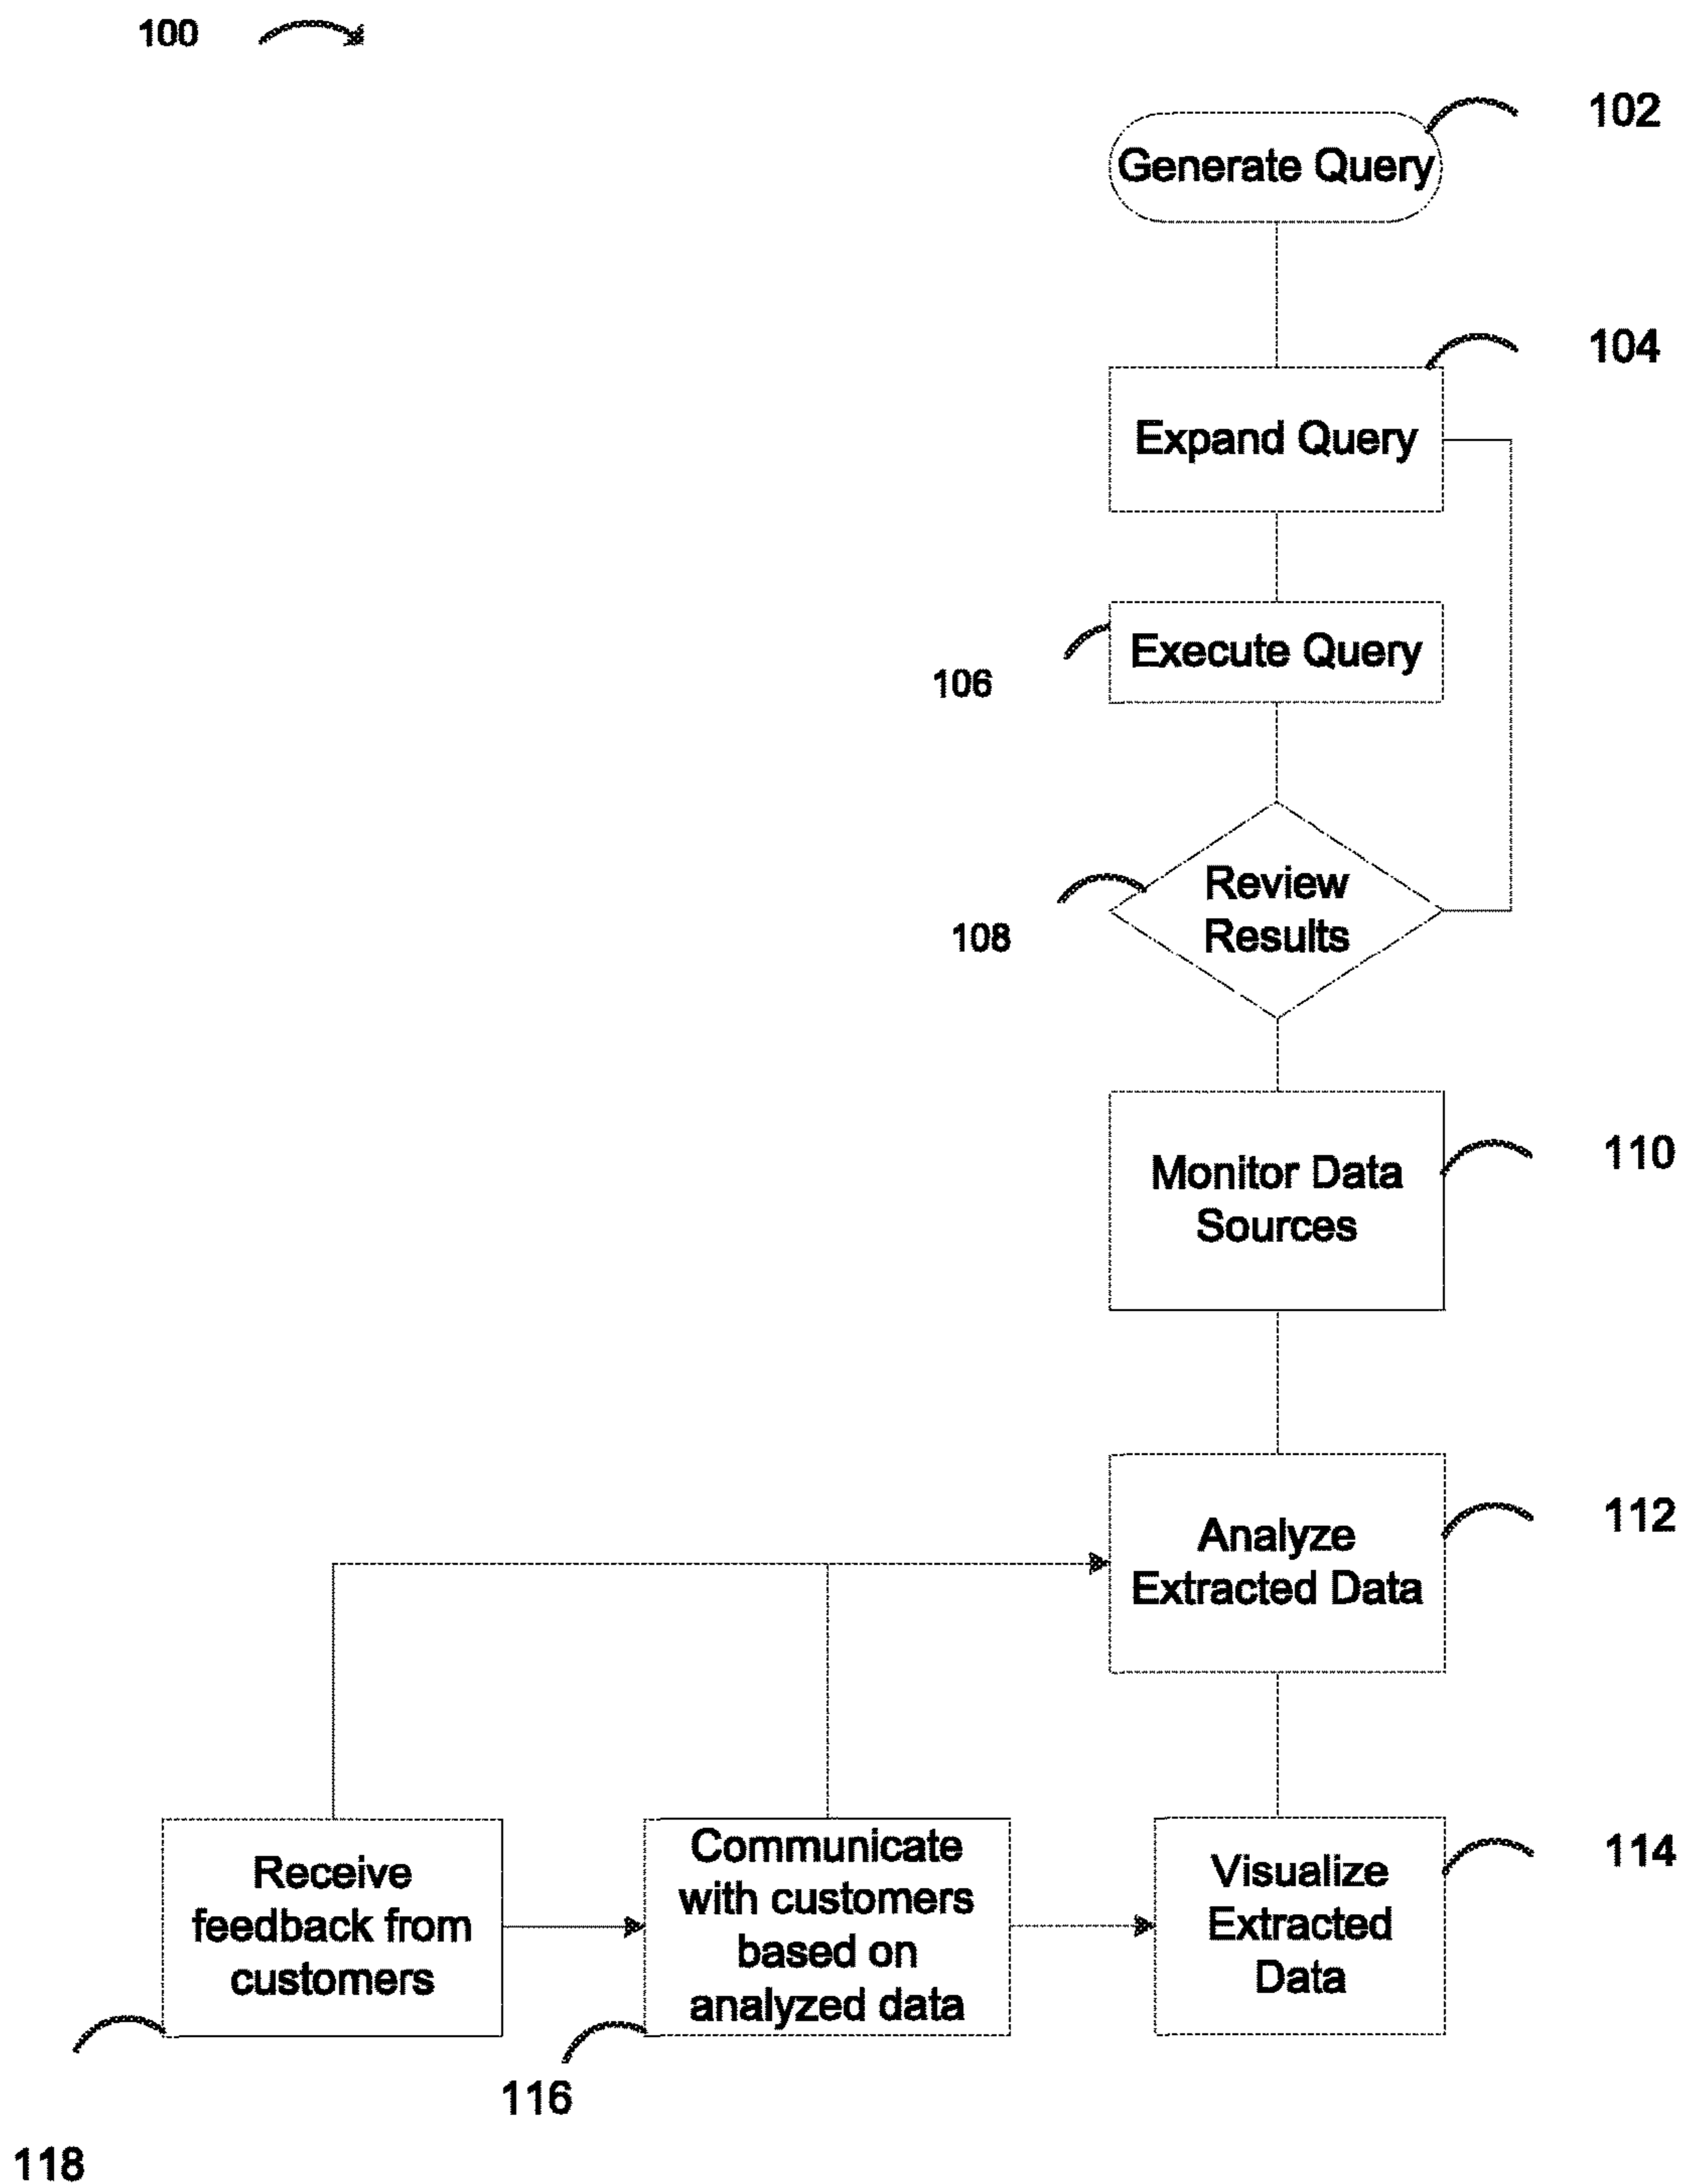 100
102
Generate Query
104
Expand Query
Execute Query
106
Review
Results
108
110
Monitor Data
Sources
112
Analyze
Extracted Data
114
Receive
feedback from
customers
Communicate
with customers
based on
analyzed data
Visualize
Extracted
Data
116
118